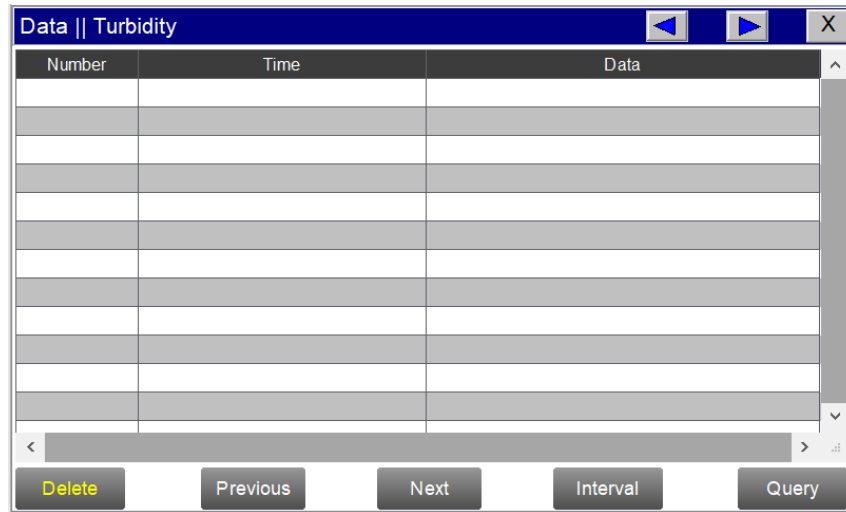 Data || Turbidity X
Number Time Data
Delete Previous Next Interval Query